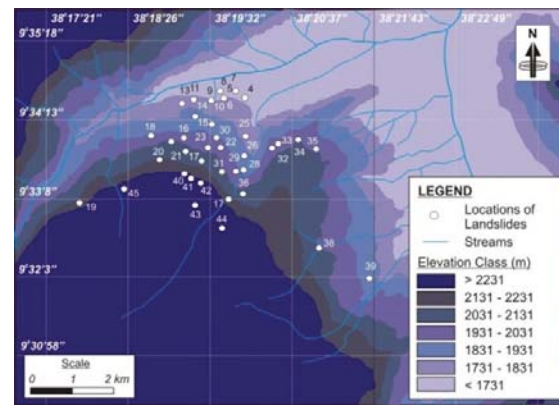 38°17'21" 38°18'26" 38°19'32" 38°20'37" 38°21'43" 38°22'49"
9°35'18"
N
7
4
13 11 9 5
14 10 6
9°34'13"
15
25
18 16 30
23 22 26 33 35
34
32
20 21 17 29
31 28
40 36
9°33'8"
41 42
45
19 43 17
44
38
9°32'3"
39
9°30'58"
Scale
0 1 2 km
LEGEND
Locations of
Landslides
Streams
Elevation Class (m)
> 2231
2131 - 2231
2031 - 2131
1931 - 2031
1831 - 1931
1731 - 1831
< 1731